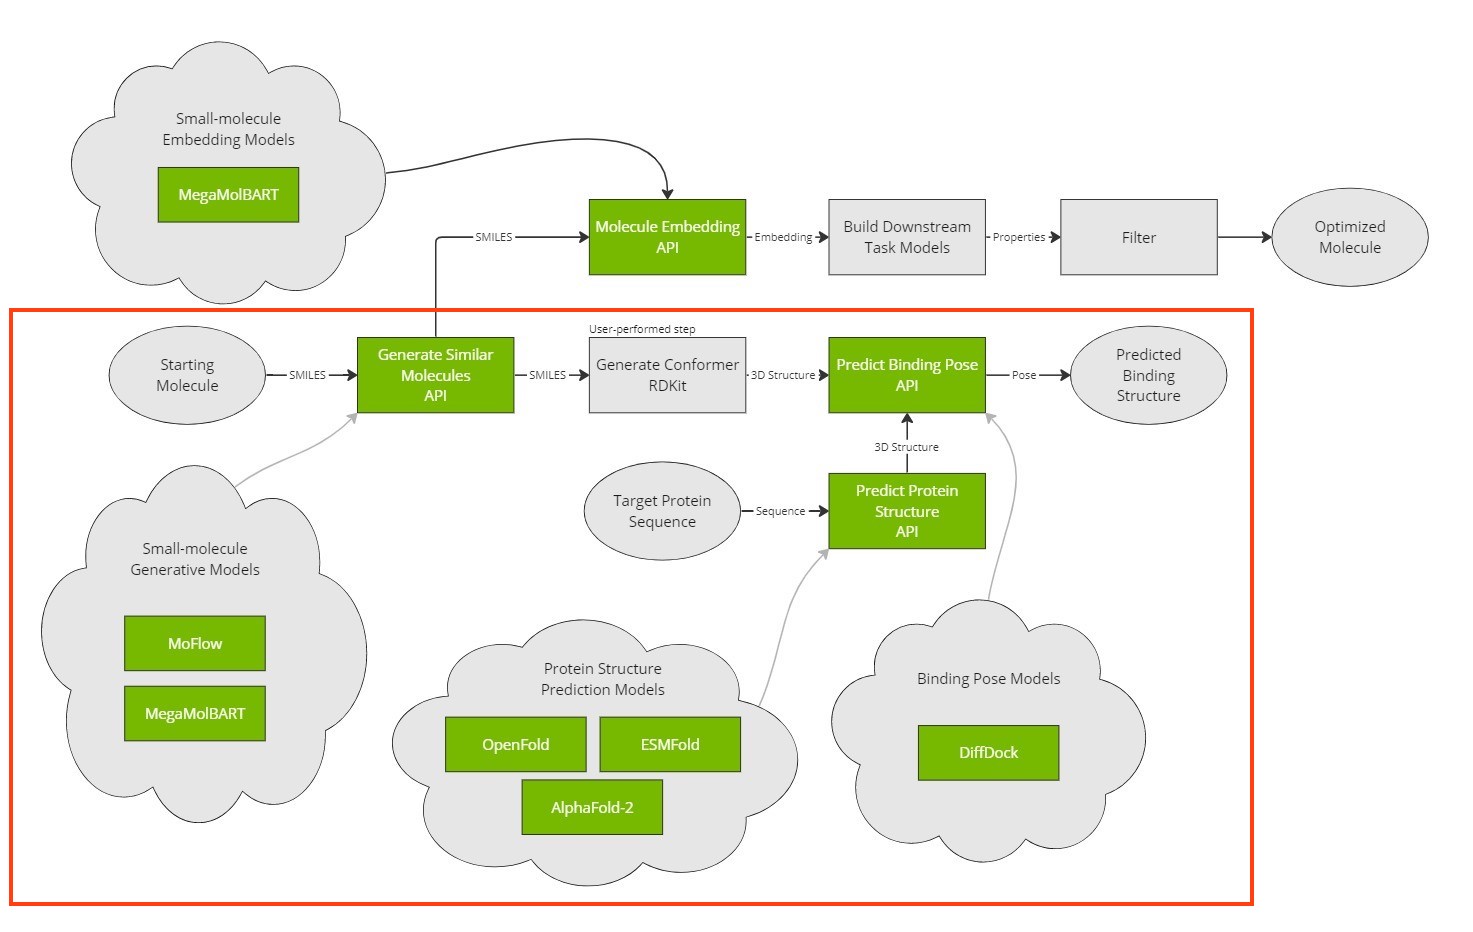 Small-molecule
Embedding Models
MegaMolBART
SMILES
Molecule Embedding
API
Embedding
Build Downstream
Task Models
Properties
Filter
Optimized
Molecule
Starting
Molecule
SMILES
Generate Similar
Molecules
API
SMILES
User-performed step
Generate Conformer
RDKit
3D Structure
Predict Binding Pose
API
Pose
Predicted
Binding
Structure
3D Structure
Target Protein
Sequence
Sequence
Predict Protein
Structure
API
Small-molecule
Generative Models
MoFlow
MegaMolBART
Protein Structure
Prediction Models
OpenFold
ESMFold
AlphaFold-2
Binding Pose Models
DiffDock